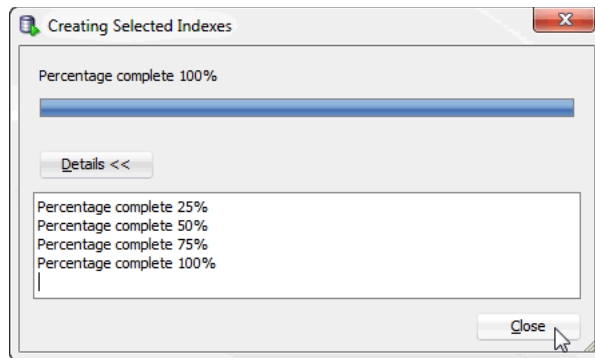 Creating Selected Indexes
Percentage complete 100%
Details <<
Percentage complete 25%
Percentage complete 50%
Percentage complete 75%
Percentage complete 100%
Close